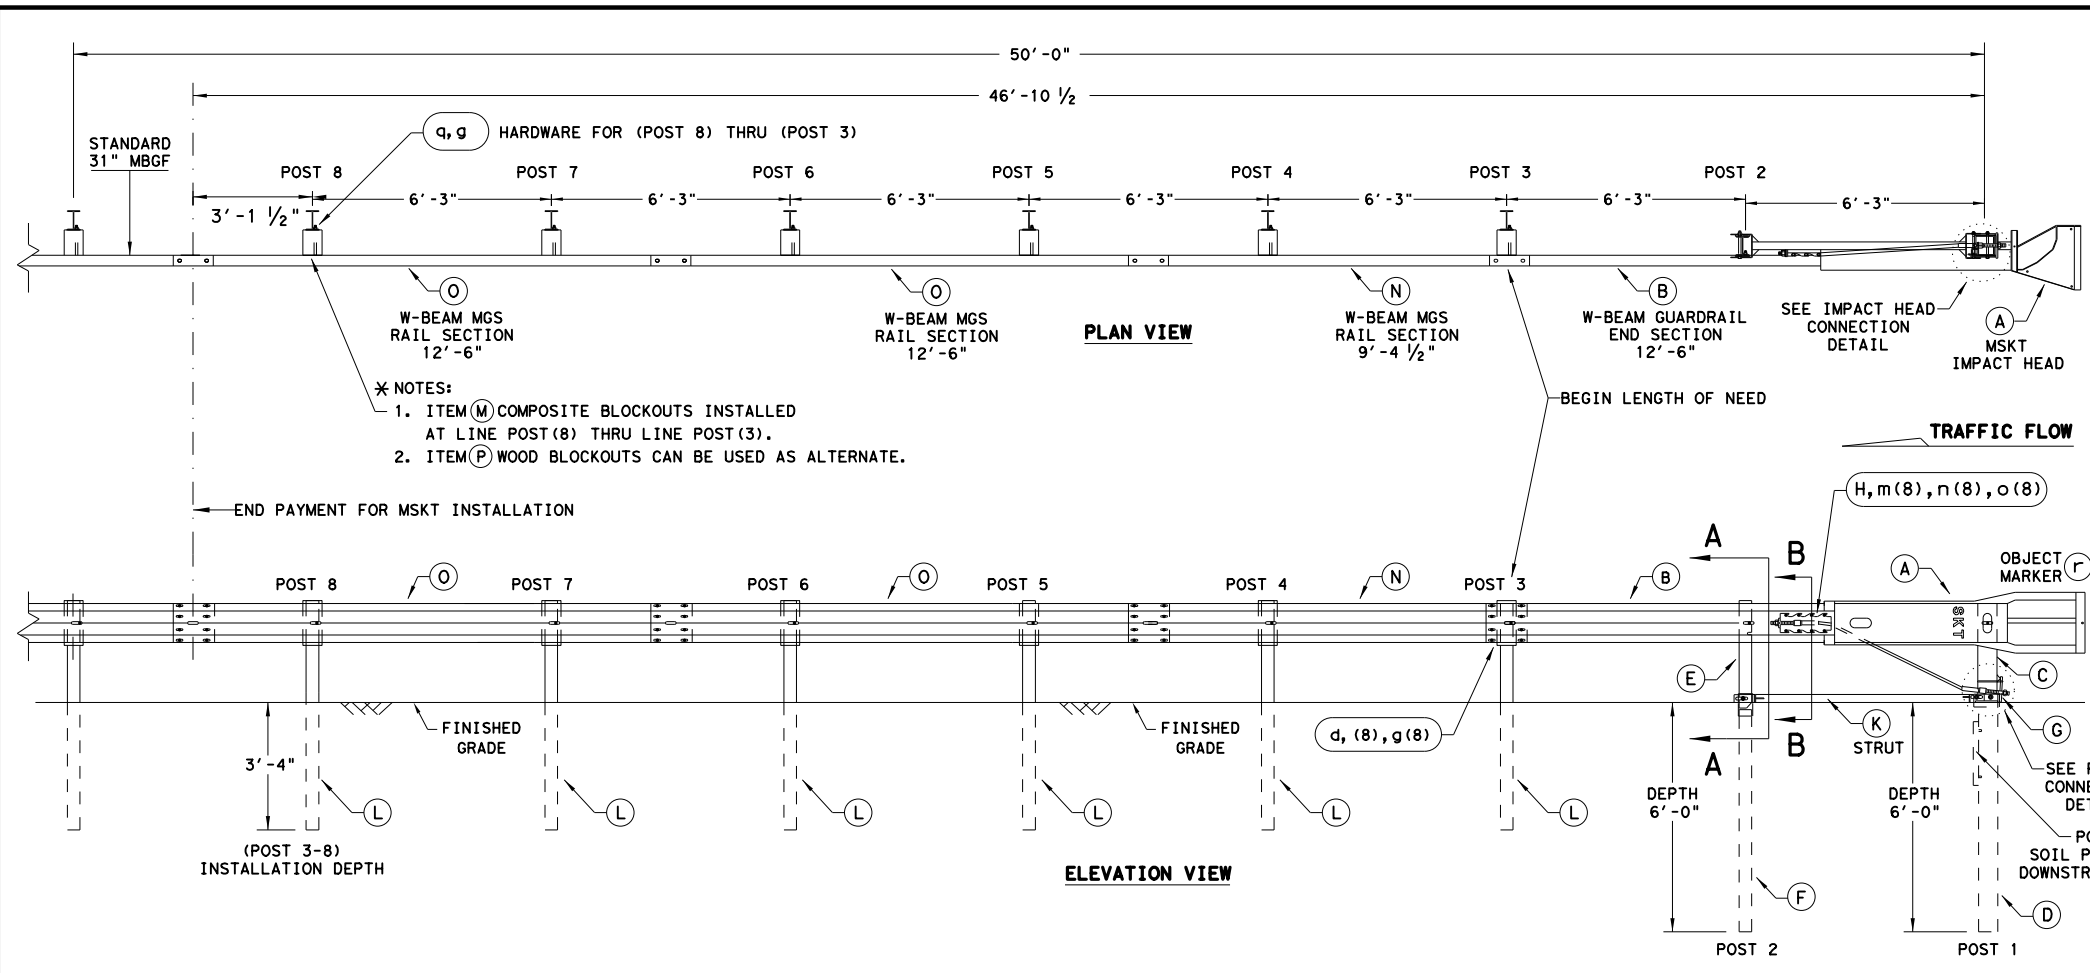 50'-0"
46'-10 1/2
q,g HARDWARE FOR (POST 8) THRU (POST 3)
STANDARD
31" MBGF
POST 8 POST 7 POST 6 POST 5 POST 4 POST 3 POST 2
3'-1 1/2" 6'-3" 6'-3" 6'-3" 6'-3" 6'-3" 6'-3" 6'-3"
O
W-BEAM MGS
RAIL SECTION
12'-6"
O
W-BEAM MGS
RAIL SECTION
12'-6"
PLAN VIEW
N
W-BEAM MGS
RAIL SECTION
9'-4 1/2"
B
W-BEAM GUARDRAIL
END SECTION
12'-6"
SEE IMPACT HEAD
CONNECTION
DETAIL
A
MSKT
IMPACT HEAD
* NOTES:
1. ITEM M COMPOSITE BLOCKOUTS INSTALLED
AT LINE POST(8) THRU LINE POST(3).
2. ITEM P WOOD BLOCKOUTS CAN BE USED AS ALTERNATE.
BEGIN LENGTH OF NEED
TRAFFIC FLOW
H,m(8),n(8),o(8)
END PAYMENT FOR MSKT INSTALLATION
A B
OBJECT
MARKER r
POST 8 O POST 7 POST 6 O POST 5 POST 4 N POST 3 B A
SKT
E C
FINISHED
GRADE
FINISHED
GRADE
d, (8),g(8)
K
STRUT
G
A B
3'-4"
L L L L L
DEPTH
6'-0"
DEPTH
6'-0"
SEE
CONNE
DET
PO
SOIL P
DOWNSTR
(POST 3-8)
INSTALLATION DEPTH
ELEVATION VIEW
F D
POST 2 POST 1